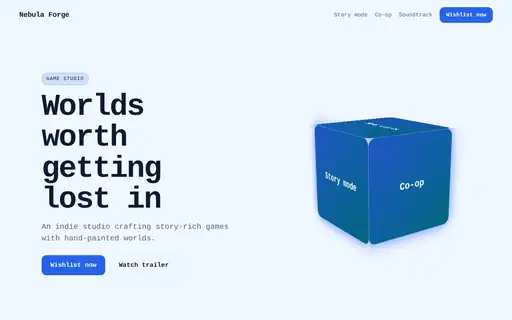 Nebula Forge
Story mode
Co-op
Soundtrack
Wishlist now
GAME STUDIO
Worlds
worth
getting
lost in
An indie studio crafting story-rich games
with hand-painted worlds.
Wishlist now
Watch trailer
Story mode
Co-op